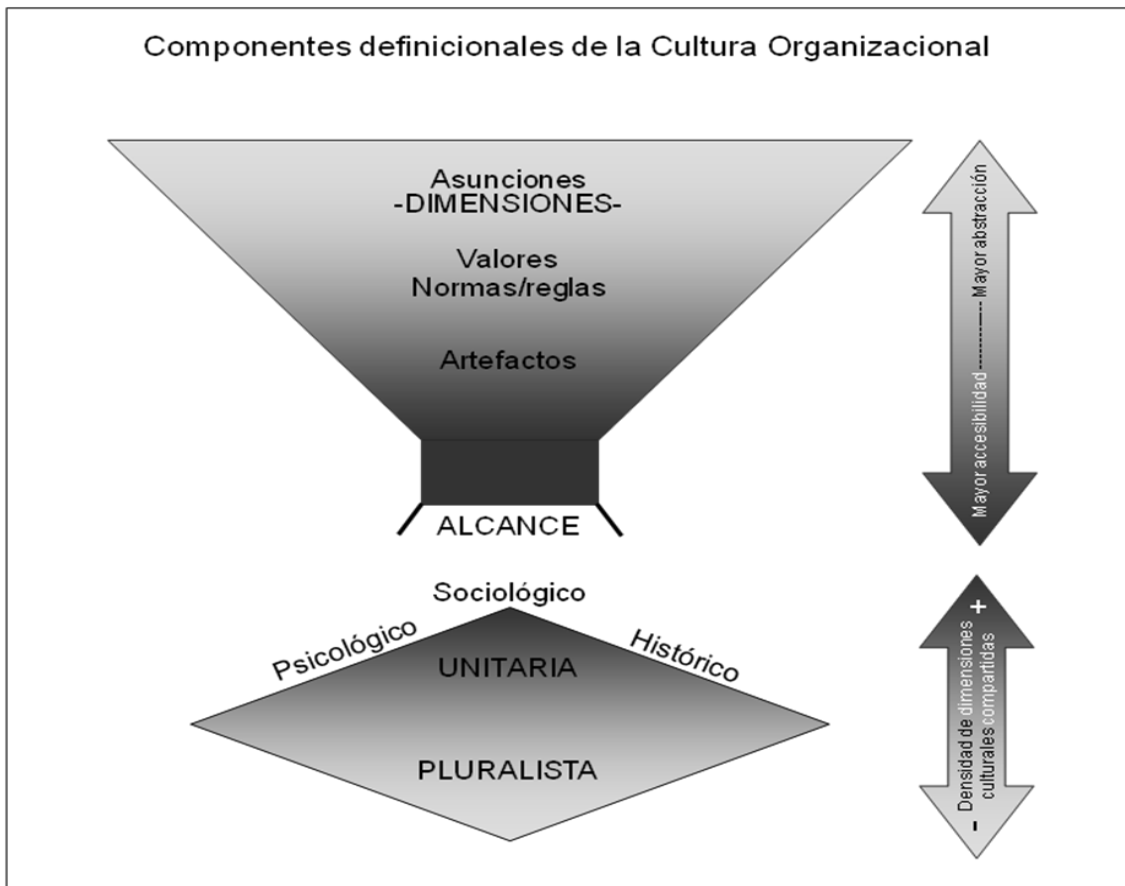 Componentes definicionales de la Cultura Organizacional
Asunciones
-DIMENSIONES-
Valores
Normas/reglas
Artefactos
Mayor accesibilidad ------------- Mayor abstracción
ALCANCE
Sociológico
Psicológico
Histórico
UNITARIA
PLURALISTA
- Densidad de dimensiones +
culturales compartidas